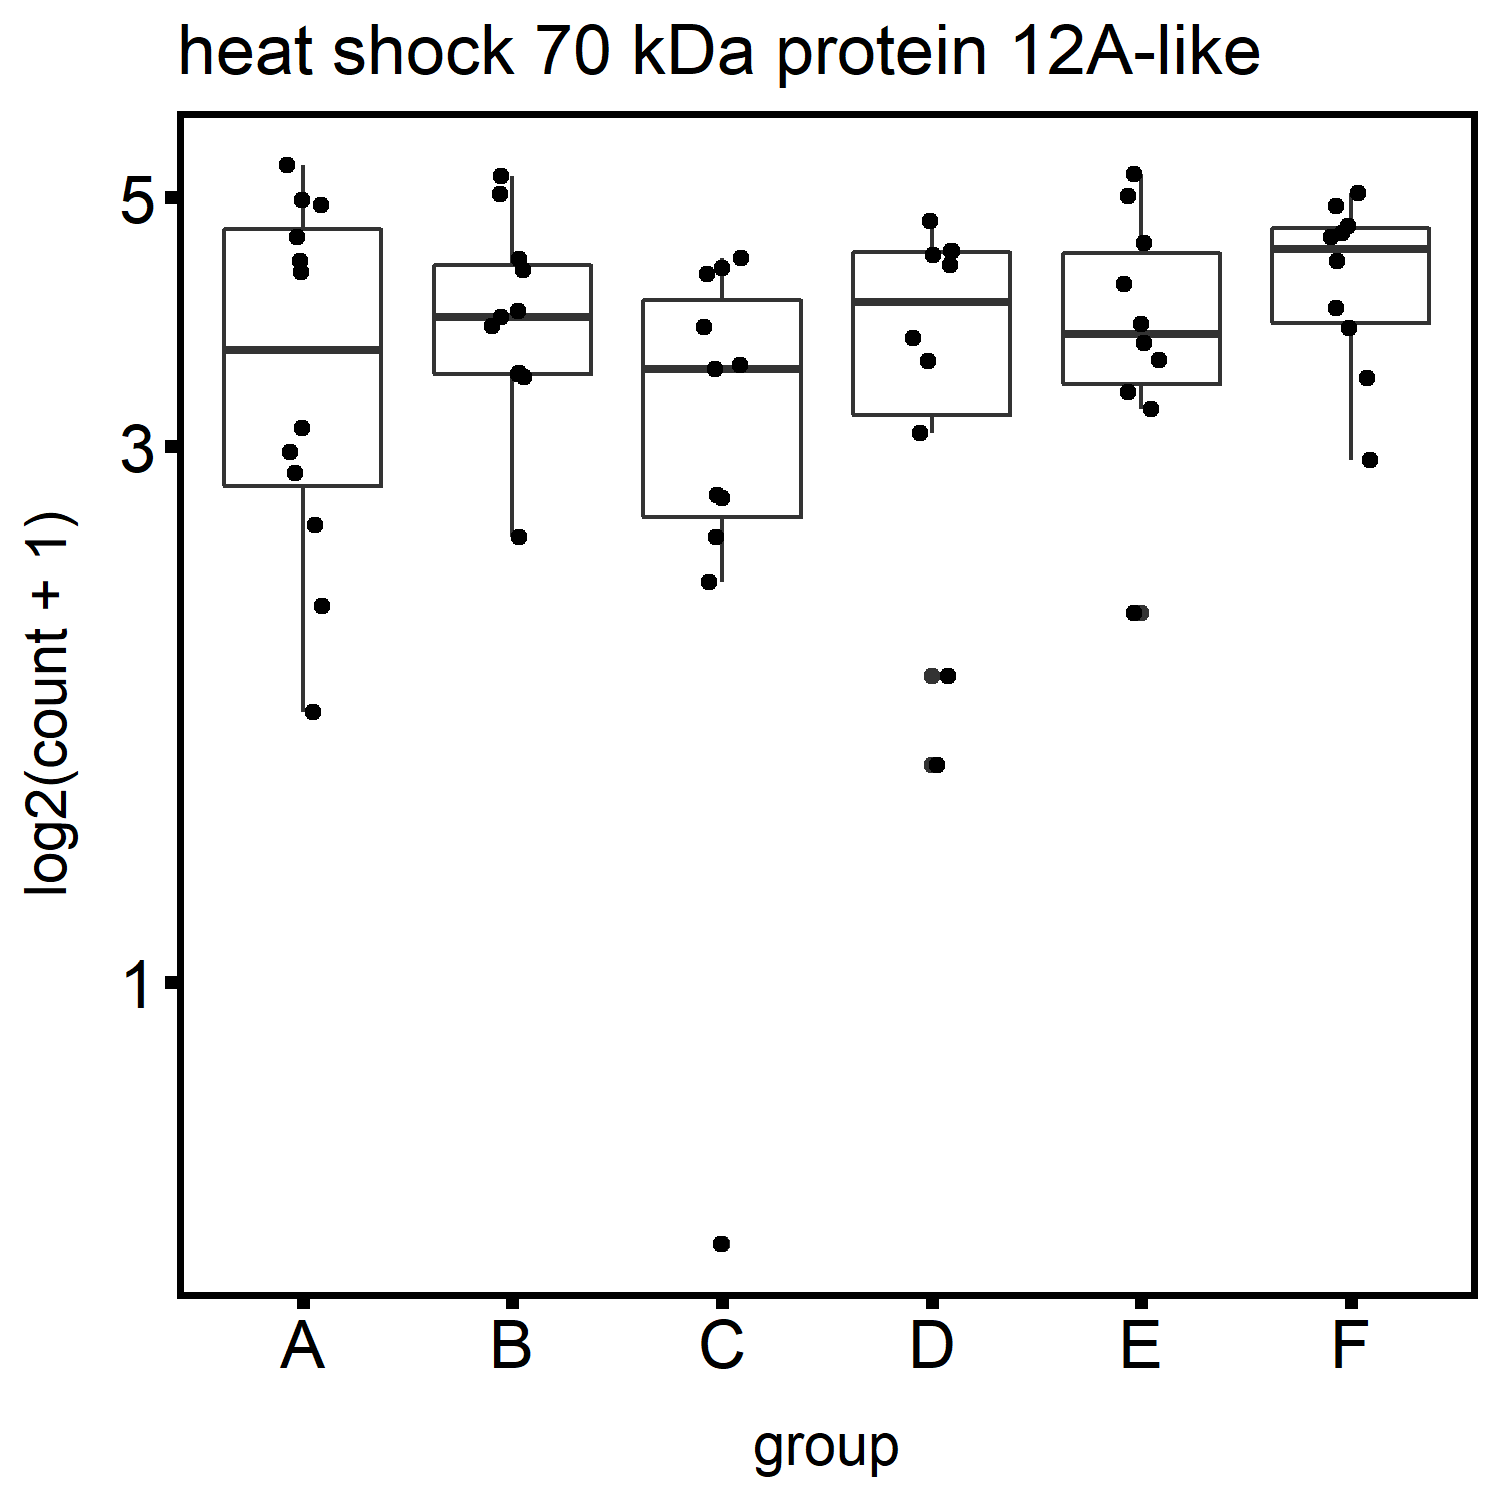 heat shock 70 kDa protein 12A-like
5
3
1
log2(count + 1)
A B C D E F
group